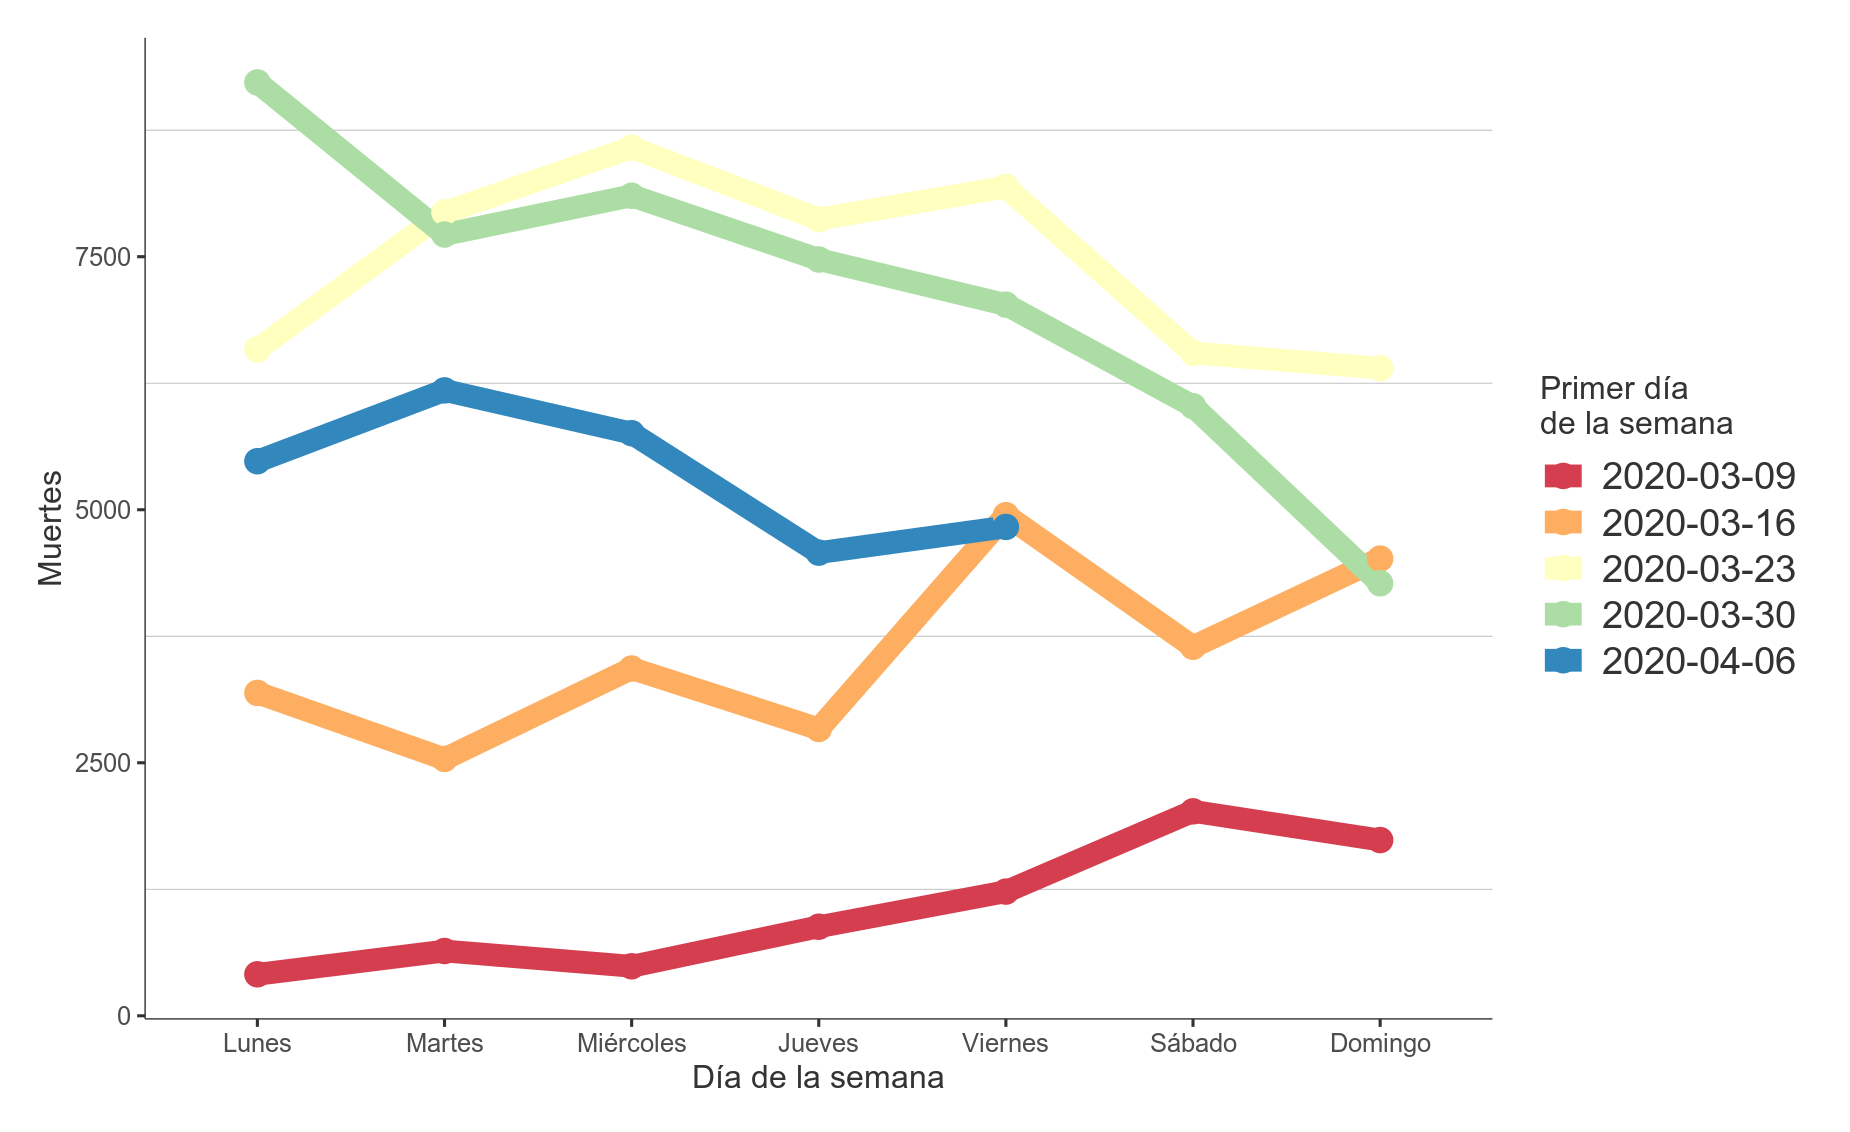 7500
5000
2500
0
Muertes
Lunes
Martes
Miércoles
Jueves
Viernes
Sábado
Domingo
Día de la semana
Primer día
de la semana
2020-03-09
2020-03-16
2020-03-23
2020-03-30
2020-04-06